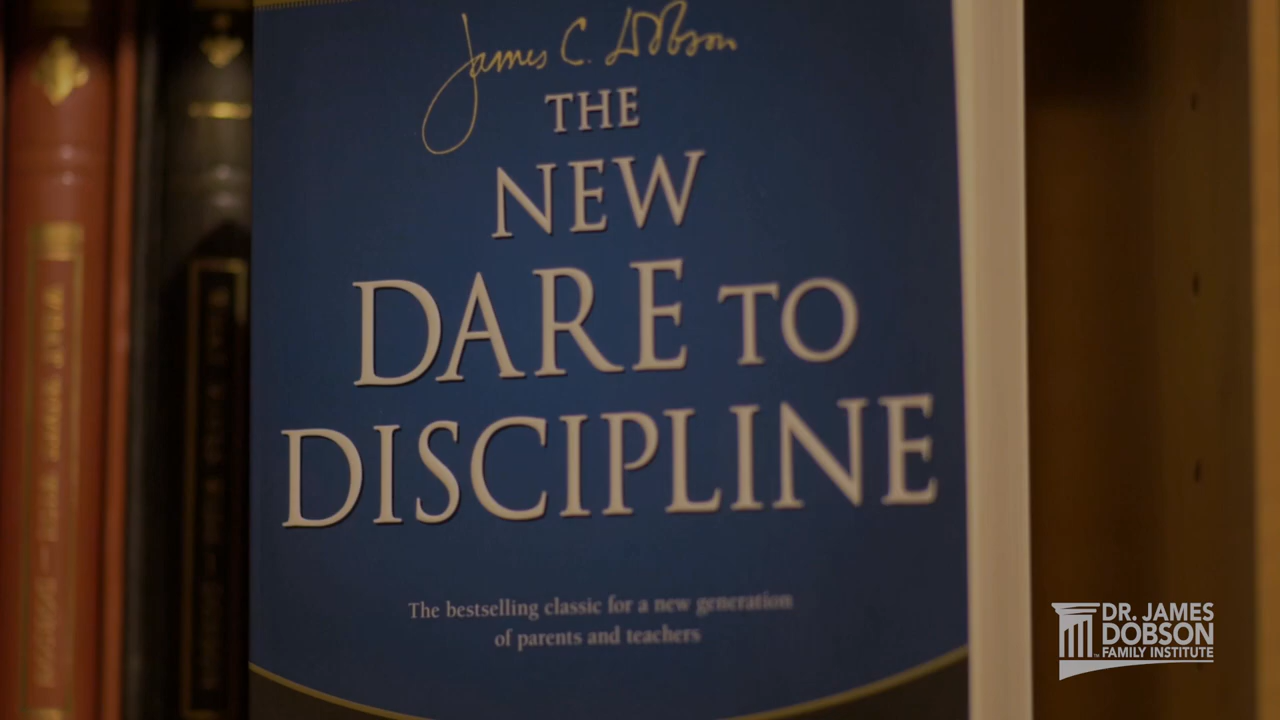 James C. Dobson
THE
NEW
DARE TO
DISCIPLINE
The bestselling classic for a new generation
of parents and teachers
DR. JAMES
DOBSON
FAMILY INSTITUTE